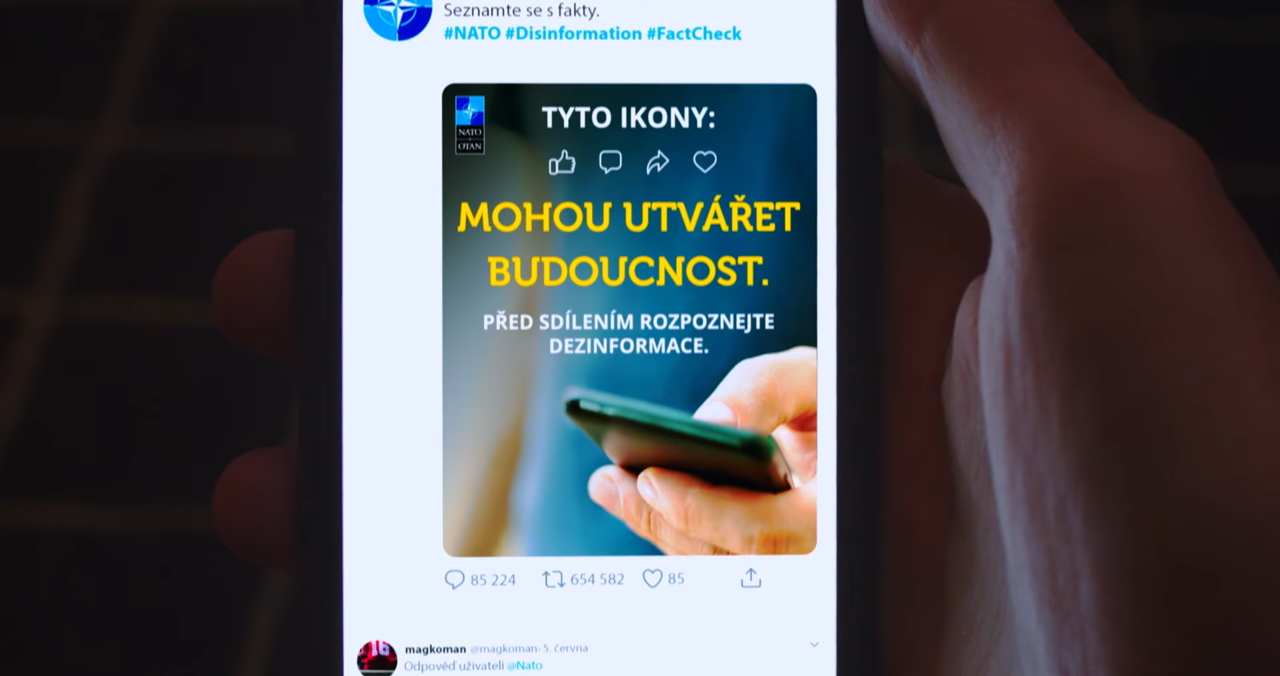 Seznamte se s fakty.
#NATO #Disinformation #FactCheck
NATO
OTAN
TYTO IKONY:
MOHOU UTVÁŘET
BUDOUCNOST.
PŘED SDÍLENÍM ROZPOZNEJTE
DEZINFORMACE.
85 224 654 582 85
magkoman @magkoman· 5. června
Odpověď uživateli @Nato